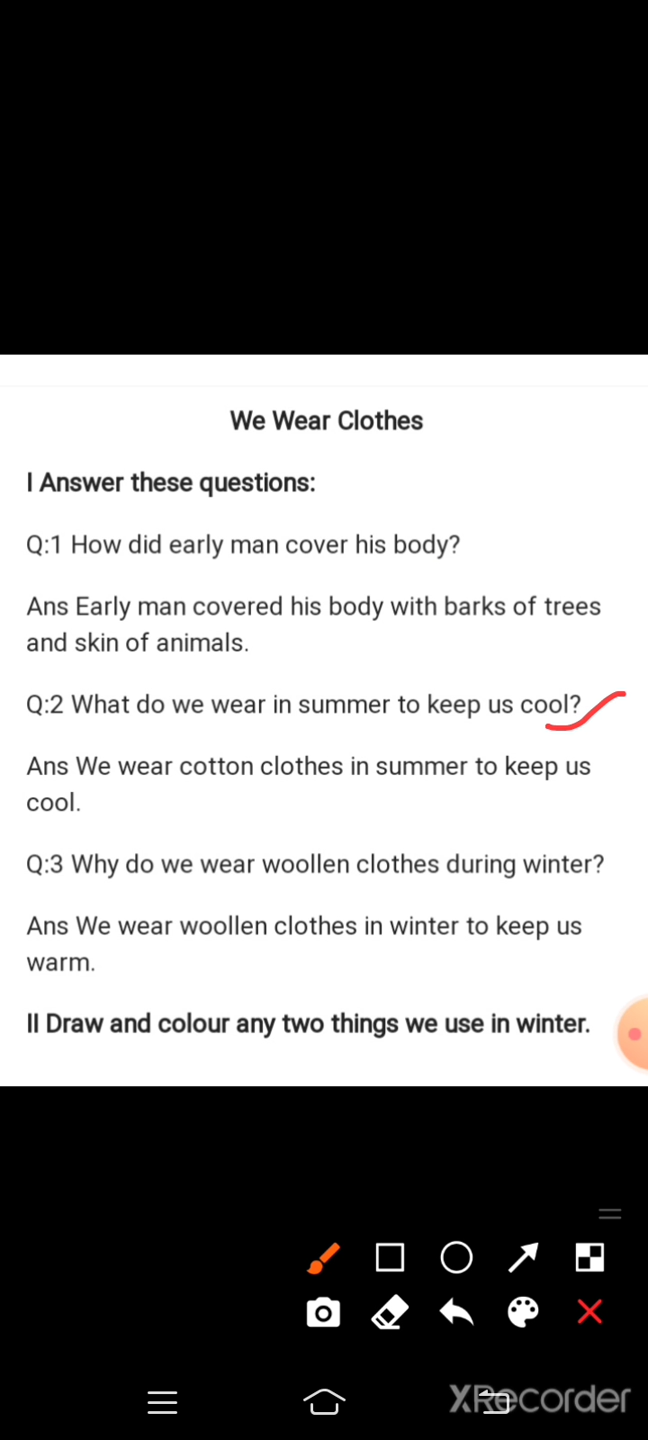 We Wear Clothes
I Answer these questions:
Q:1 How did early man cover his body?
Ans Early man covered his body with barks of trees
and skin of animals.
Q:2 What do we wear in summer to keep us cool?
Ans We wear cotton clothes in summer to keep us
cool.
Q:3 Why do we wear woollen clothes during winter?
Ans We wear woollen clothes in winter to keep us
warm.
II Draw and colour any two things we use in winter.
XRecorder